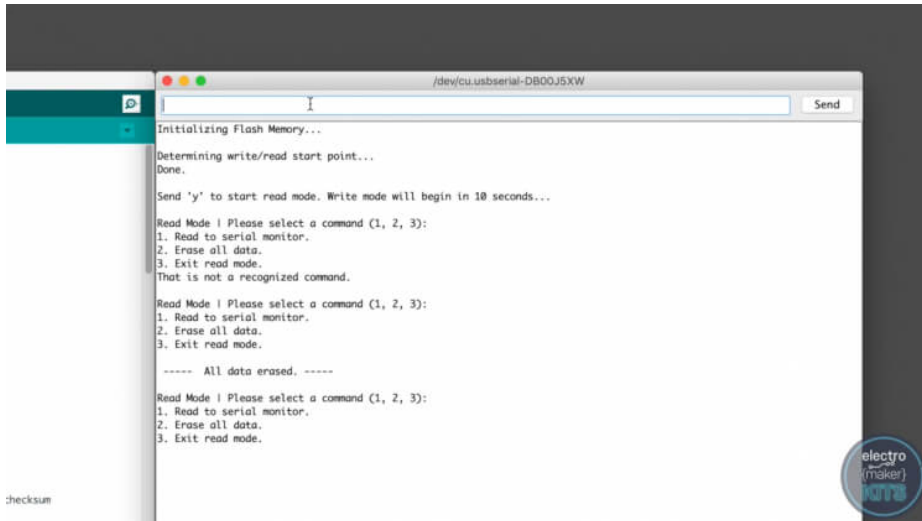 /dev/cu.usbserial-DB00J5XW
Send
Initializing Flash Memory...
Determining write/read start point...
Done.
Send 'y' to start read mode. Write mode will begin in 10 seconds...
Read Mode | Please select a command (1, 2, 3):
1. Read to serial monitor.
2. Erase all data.
3. Exit read mode.
That is not a recognized command.
Read Mode | Please select a command (1, 2, 3):
1. Read to serial monitor.
2. Erase all data.
3. Exit read mode.
----- All data erased. -----
Read Mode | Please select a command (1, 2, 3):
1. Read to serial monitor.
2. Erase all data.
3. Exit read mode.
checksum
electro
{maker}
KITS